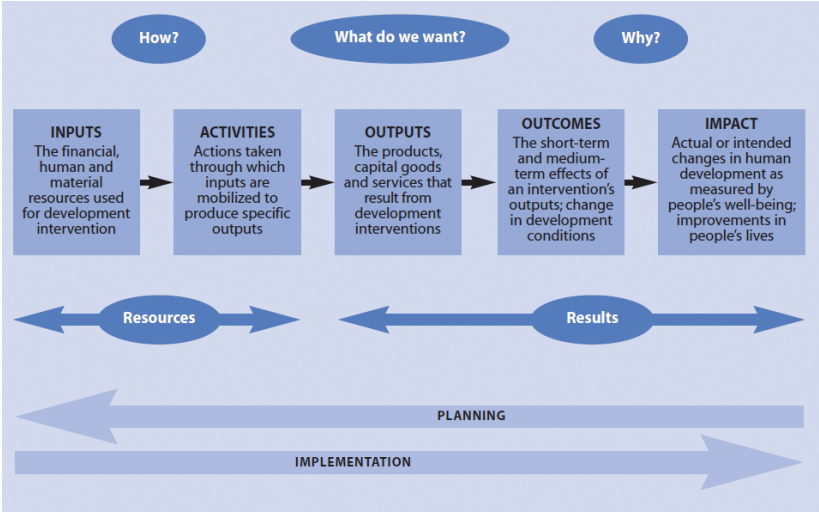 How?
What do we want?
Why?
INPUTS
The financial,
human and
material
resources used
for development
intervention
ACTIVITIES
Actions taken
through which
inputs are
mobilized to
produce specific
outputs
OUTPUTS
The products,
capital goods
and services that
result from
development
interventions
OUTCOMES
The short-term
and medium-
term effects of
an intervention’s
outputs; change
in development
conditions
IMPACT
Actual or intended
changes in human
development as
measured by
people’s well-being;
improvements in
people’s lives
Resources
Results
PLANNING
IMPLEMENTATION